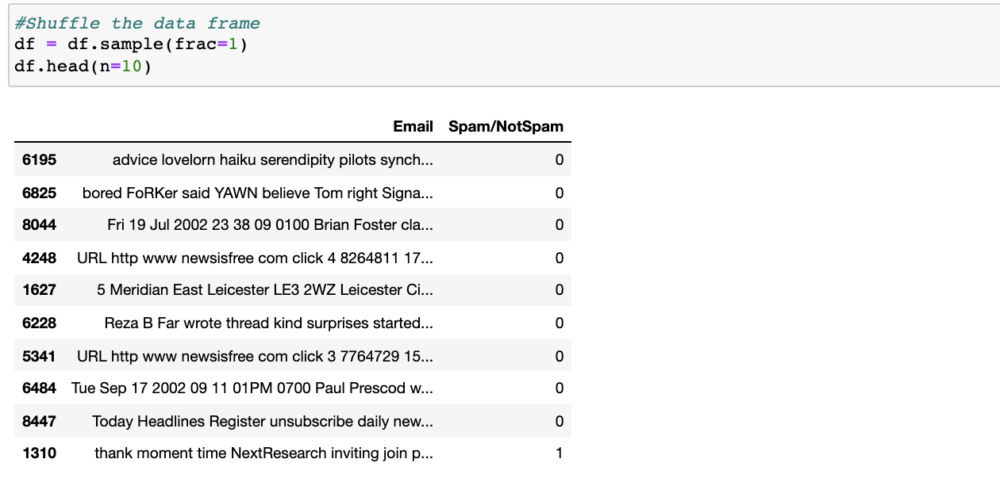 #Shuffle the data frame
df = df.sample(frac=1)
df.head(n=10)
Email Spam/NotSpam
6195 advice lovelorn haiku serendipity pilots synch... 0
6825 bored FoRKer said YAWN believe Tom right Signa... 0
8044 Fri 19 Jul 2002 23 38 09 0100 Brian Foster cla... 0
4248 URL http www newsisfree com click 4 8264811 17... 0
1627 5 Meridian East Leicester LE3 2WZ Leicester Ci... 0
6228 Reza B Far wrote thread kind surprises started... 0
5341 URL http www newsisfree com click 3 7764729 15... 0
6484 Tue Sep 17 2002 09 11 01PM 0700 Paul Prescod w... 0
8447 Today Headlines Register unsubscribe daily new... 0
1310 thank moment time NextResearch inviting join p... 1